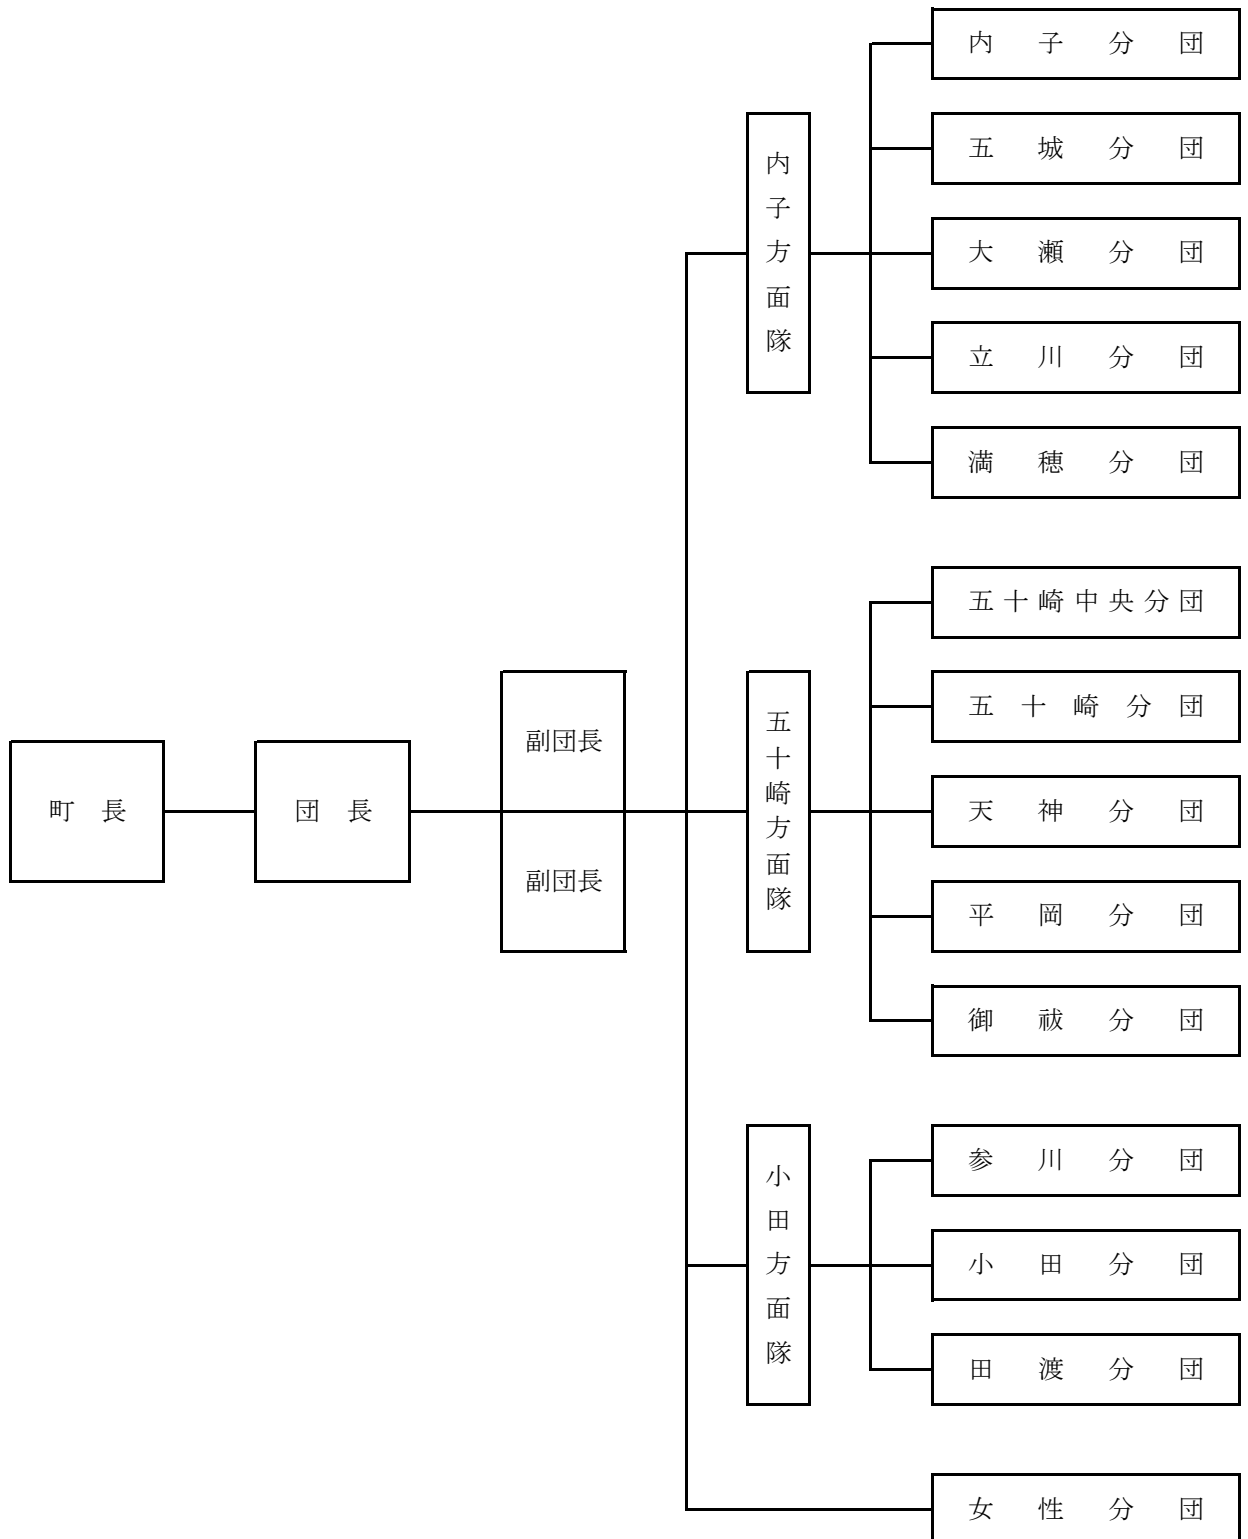 町長
団長
副団長
副団長
内子方面隊
内子分団
五城分団
大瀬分団
立川分団
満穂分団
五十崎方面隊
五十崎中央分団
五十崎分団
天神分団
平岡分団
御祓分団
小田方面隊
参川分団
小田分団
田渡分団
女性分団